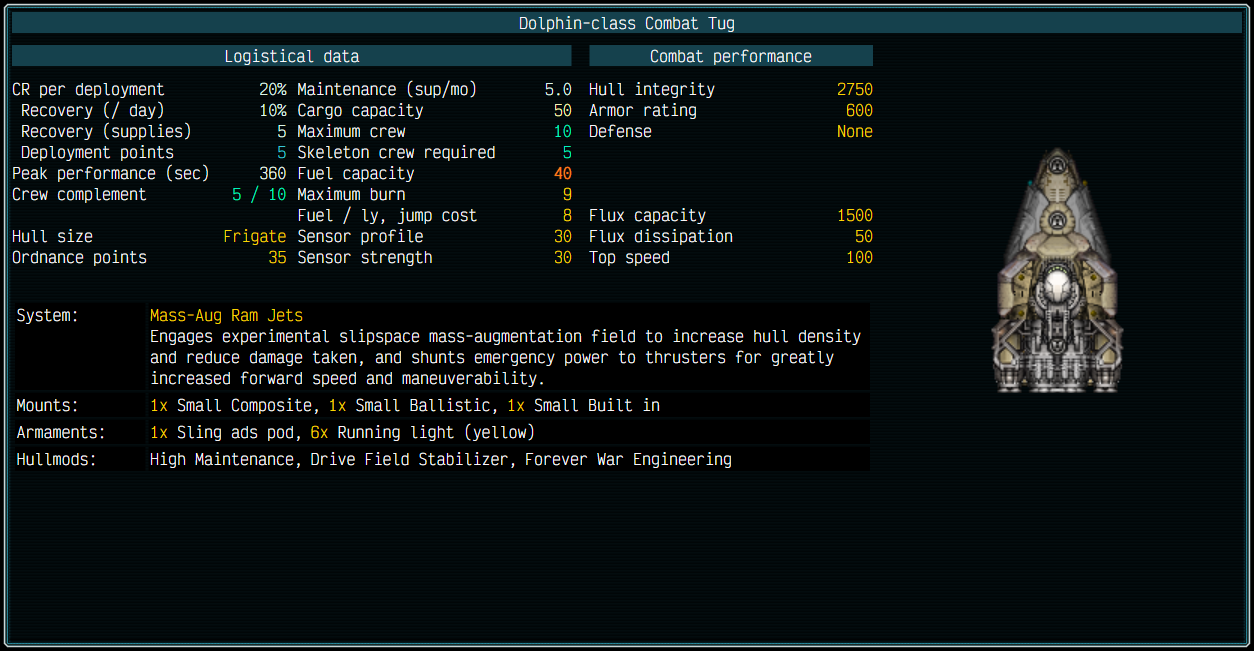 Dolphin-class Combat Tug
Logistical data
Combat performance
CR per deployment 20% Maintenance (sup/mo) 5.0 Hull integrity 2750
Recovery (/ day) 10% Cargo capacity 50 Armor rating 600
Recovery (supplies) 5 Maximum crew 10 Defense None
Deployment points 5 Skeleton crew required 5
Peak performance (sec) 360 Fuel capacity 40
Crew complement 5 / 10 Maximum burn 9
Fuel / ly, jump cost 8 Flux capacity 1500
Hull size Frigate Sensor profile 30 Flux dissipation 50
Ordnance points 35 Sensor strength 30 Top speed 100
System: Mass-Aug Ram Jets
Engages experimental slipspace mass-augmentation field to increase hull density
and reduce damage taken, and shunts emergency power to thrusters for greatly
increased forward speed and maneuverability.
Mounts: 1x Small Composite, 1x Small Ballistic, 1x Small Built in
Armaments: 1x Sling ads pod, 6x Running light (yellow)
Hullmods: High Maintenance, Drive Field Stabilizer, Forever War Engineering